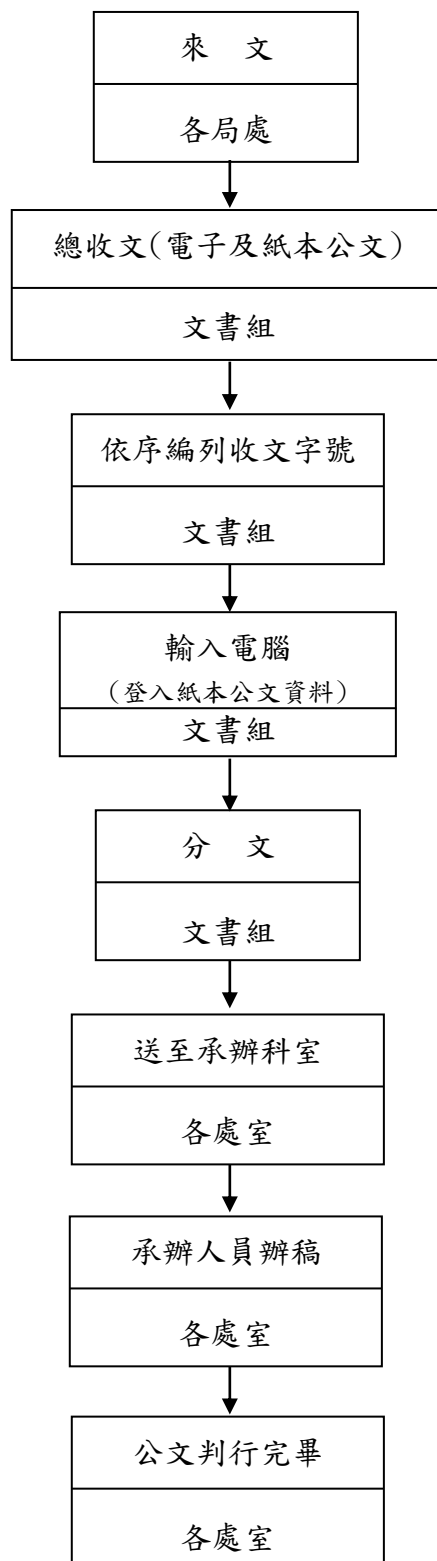 來　文
各局處
總收文(電子及紙本公文)
文書組
依序編列收文字號
文書組
輸入電腦
(登入紙本公文資料)
文書組
分　文
文書組
送至承辦科室
各處室
承辦人員辦稿
各處室
公文判行完畢
各處室